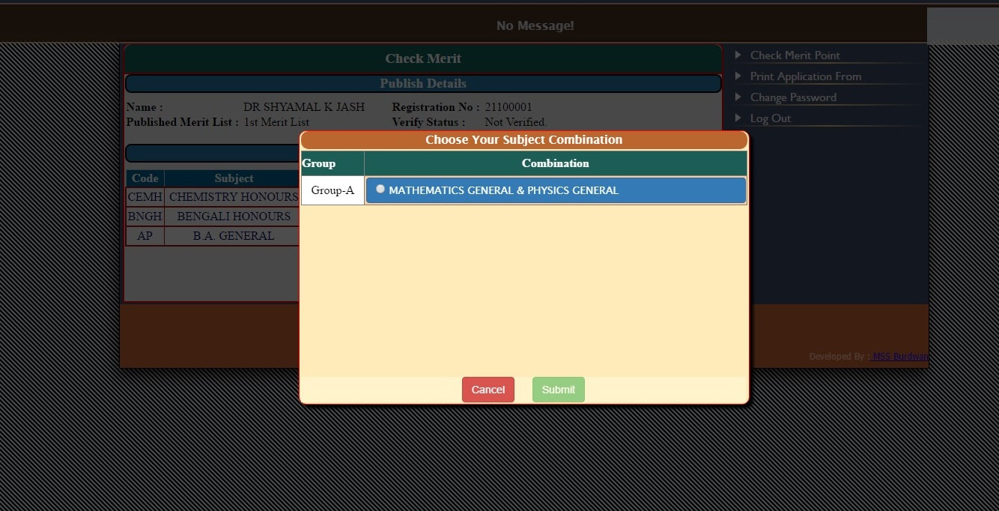 No Message!
Check Merit
Publish Details
Name : DR SHYAMAL K JASH Registration No : 21100001
Published Merit List : 1st Merit List Verify Status : Not Verified.
Code Subject
CEMH CHEMISTRY HONOURS
BNGH BENGALI HONOURS
AP B.A. GENERAL
Choose Your Subject Combination
Group Combination
Group-A MATHEMATICS GENERAL & PHYSICS GENERAL
Cancel Submit
Check Merit Point
Print Application From
Change Password
Log Out
Developed By : MSS Burdwan